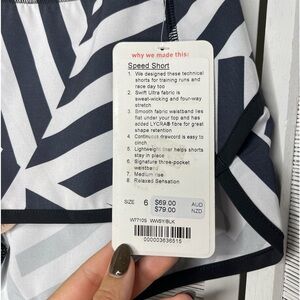 why we made this:
Speed Short
1. We designed these technical
shorts for training runs and
race day too
2. Swift Ultra fabric is
sweat-wicking and four-way
stretch
3. Smooth fabric waistband lies
flat under your top and has
added LYCRA® fibre for great
shape retention
4. Continuous drawcord is easy to
cinch
5. Lightweight liner helps shorts
stay in place
6. Signature three-pocket
waistband
7. Medium rise
8. Relaxed Sensation
SIZE 6 $69.00 AUD
$79.00 NZD
W7710S WWSY/BLK
000003636515